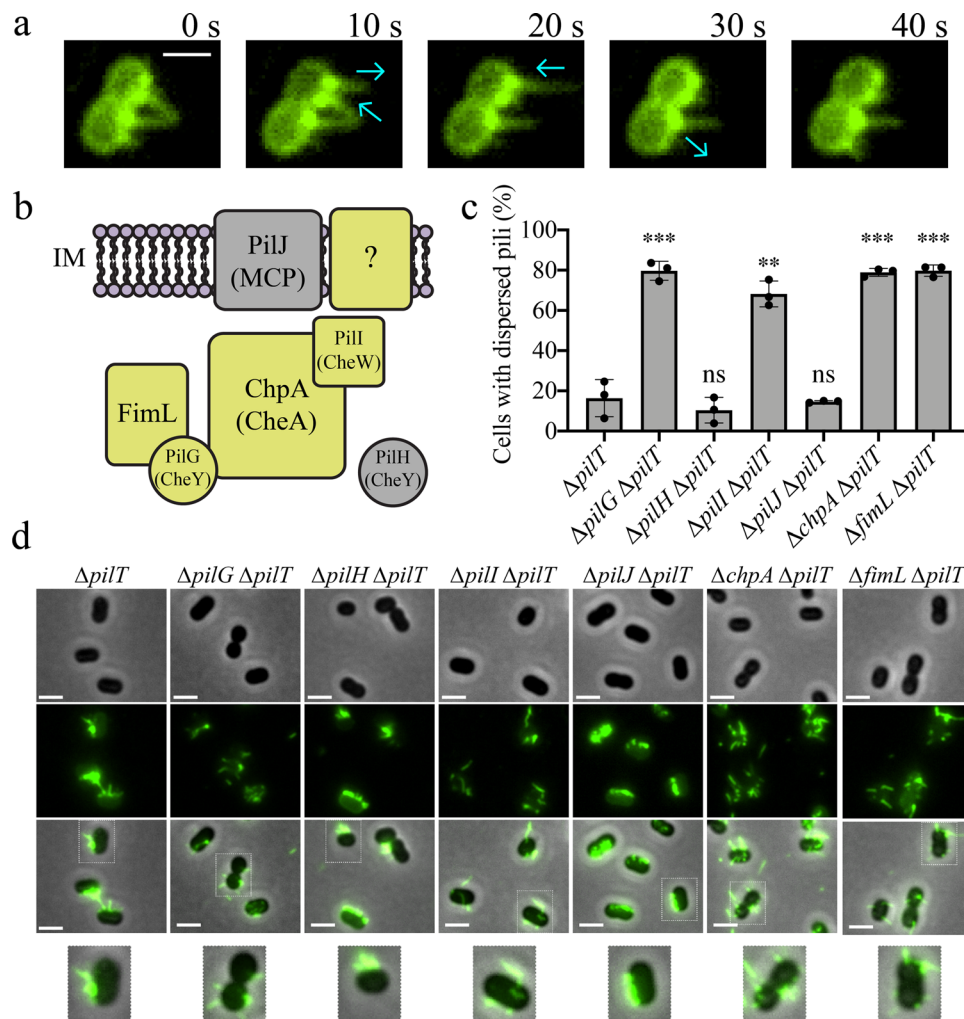 a
0 s
10 s
20 s
30 s
40 s
b
IM
PilJ
(MCP)
?
PilI
(CheW)
ChpA
(CheA)
FimL
PilG
(CheY)
PilH
(CheY)
c
Cells with dispersed pili (%)
100
80
60
40
20
0
***
ns
**
ns
***
***
ΔpilT
ΔpilG ΔpilT
ΔpilH ΔpilT
ΔpilI ΔpilT
ΔpilJ ΔpilT
ΔchpA ΔpilT
ΔfimL ΔpilT
d
ΔpilT
ΔpilG ΔpilT
ΔpilH ΔpilT
ΔpilI ΔpilT
ΔpilJ ΔpilT
ΔchpA ΔpilT
ΔfimL ΔpilT